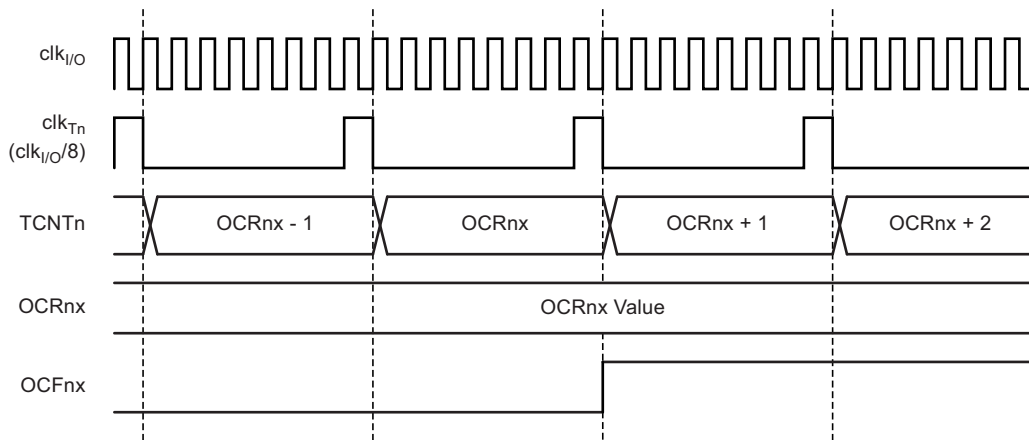 clkI/O
clkTn
(clkI/O/8)
TCNTn
OCRnx - 1
OCRnx
OCRnx + 1
OCRnx + 2
OCRnx
OCRnx Value
OCFnx